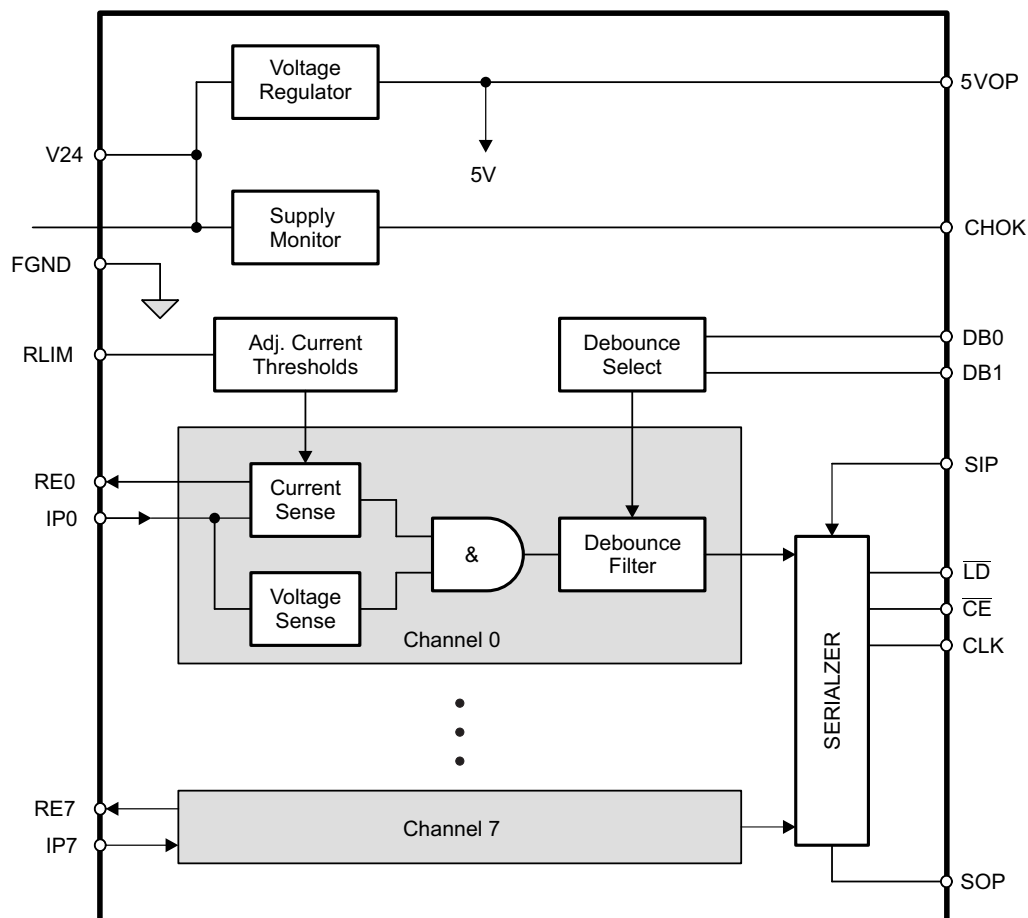 Voltage
Regulator
5VOP
V24
5V
Supply
Monitor
CHOK
FGND
RLIM
Adj. Current
Thresholds
Debounce
Select
DB0
DB1
RE0
IP0
Current
Sense
&
Debounce
Filter
Voltage
Sense
Channel 0
SIP
LD
CE
CLK
SERIALZER
RE7
IP7
Channel 7
SOP